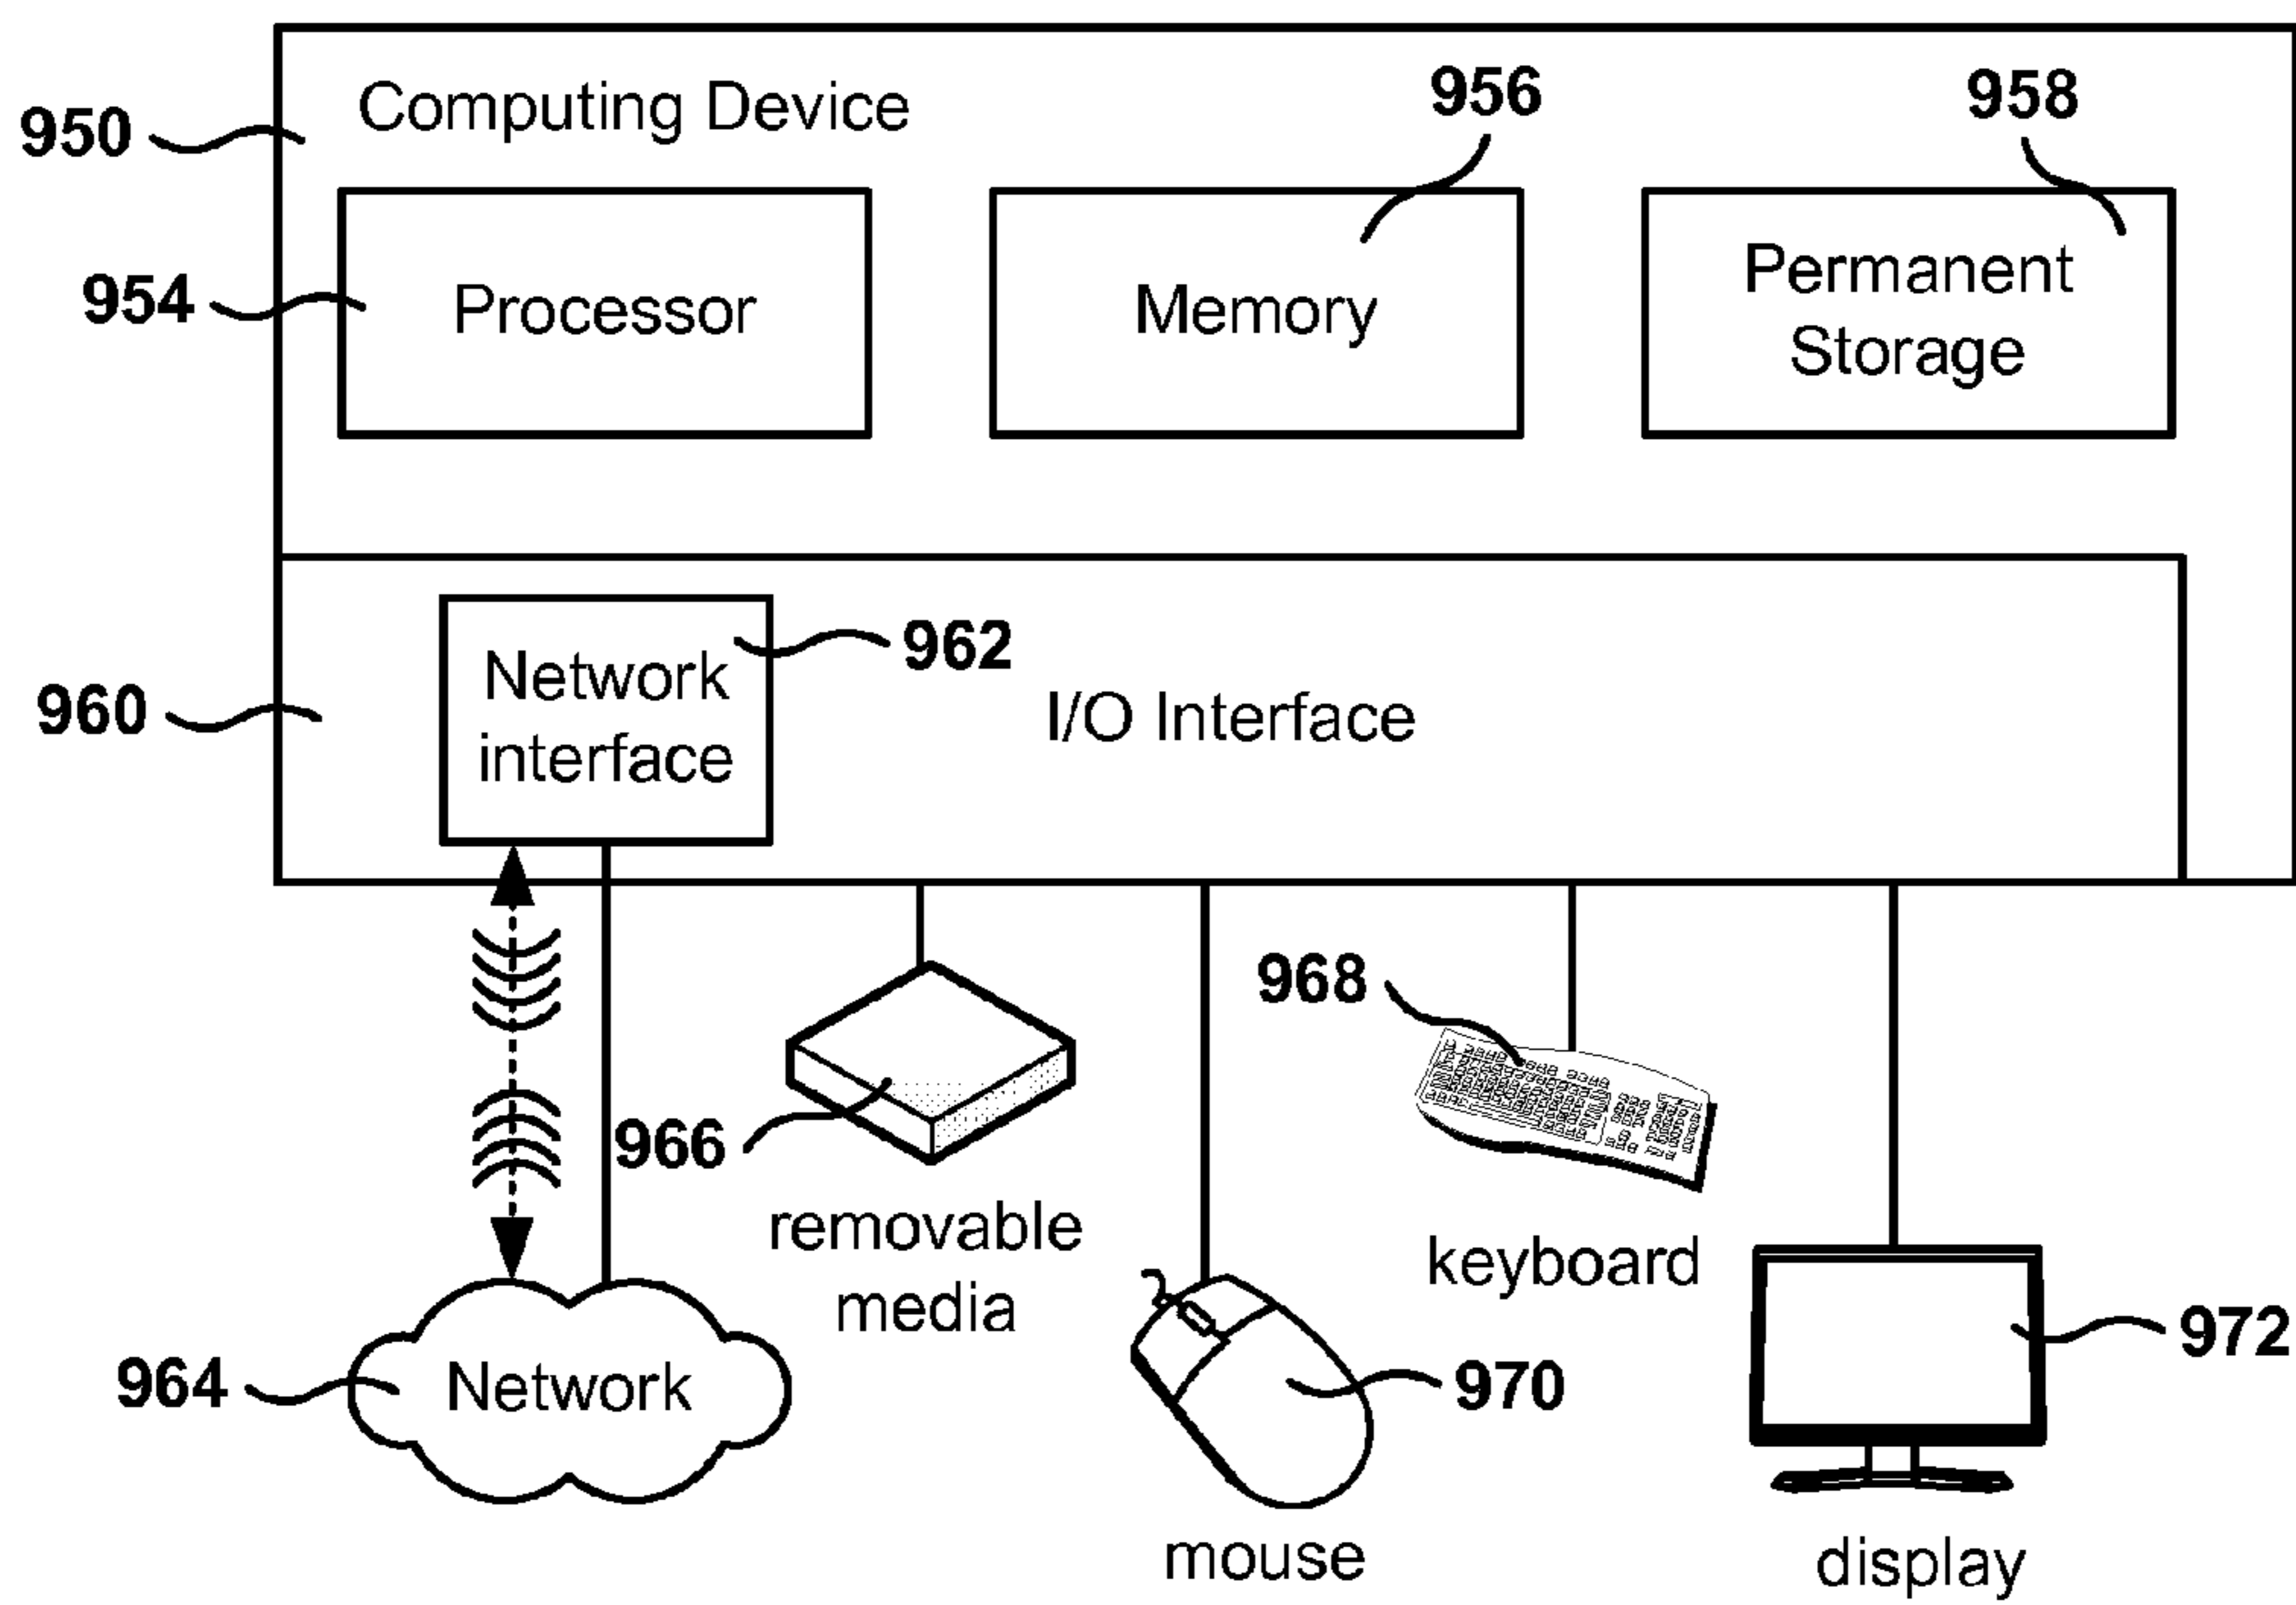 950
Computing Device
956
958
954
Processor
Memory
Permanent
Storage
962
960
Network
interface
I/O Interface
968
966
removable
media
keyboard
964
Network
970
972
mouse
display